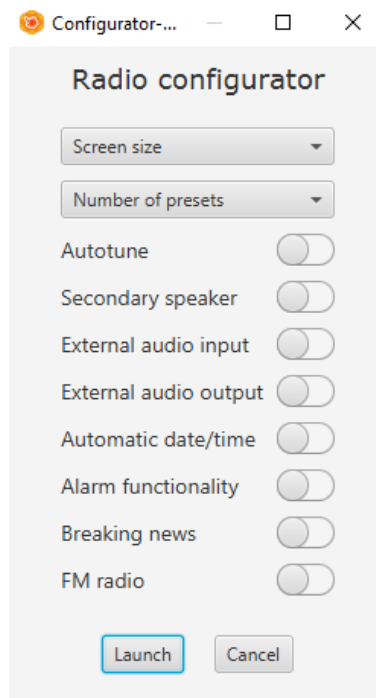 Configurator-...
Radio configurator
Screen size
Number of presets
Autotune
Secondary speaker
External audio input
External audio output
Automatic date/time
Alarm functionality
Breaking news
FM radio
Launch Cancel